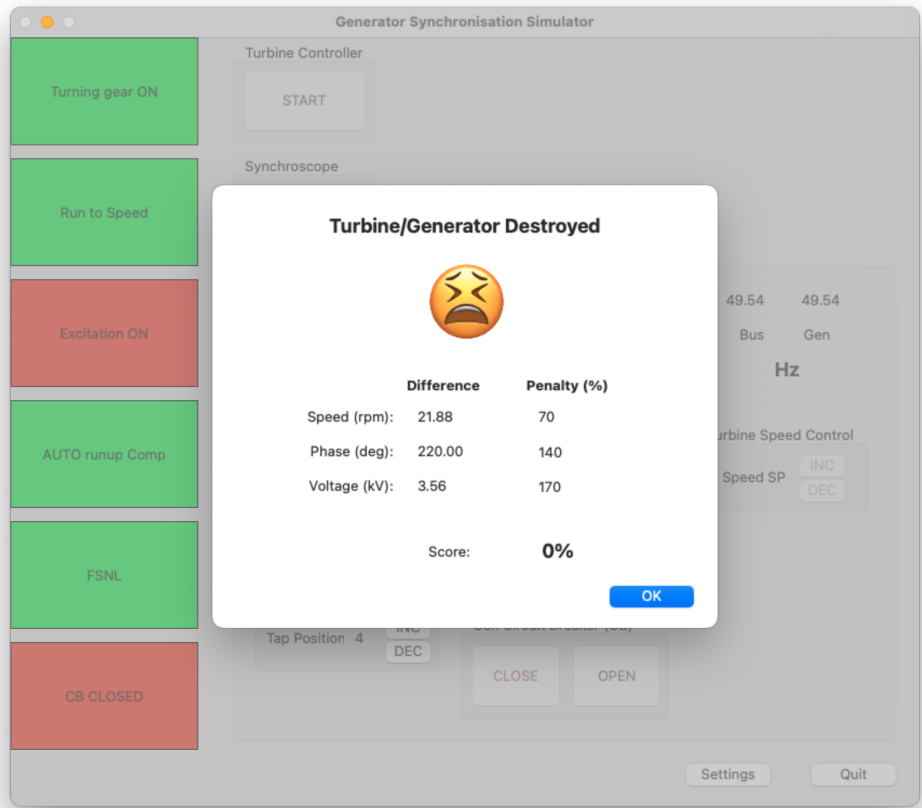 Generator Synchronisation Simulator
Turning gear ON
Run to Speed
Excitation ON
AUTO runup Comp
FSNL
CB CLOSED
Turbine Controller
START
Synchroscope
Turbine/Generator Destroyed
Difference Penalty (%)
Speed (rpm): 21.88 70
Phase (deg): 220.00 140
Voltage (kV): 3.56 170
Score: 0%
OK
49.54 49.54
Bus Gen
Hz
urbine Speed Control
Speed SP
INC
DEC
Tap Position 4
INC
DEC
CLOSE OPEN
Settings Quit